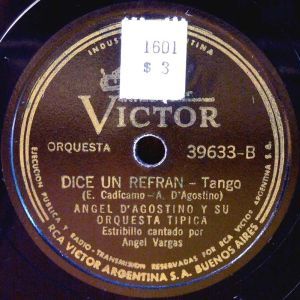 INDUSTRIA ARGENTINA
1601
$ 3
VICTOR
ORQUESTA
39633-B
DICE UN REFRAN - Tango
(E. Cadícamo - A. D'Agostino)
ANGEL D'AGOSTINO Y SU
ORQUESTA TIPICA
Estribillo cantado por
Angel Vargas
EJECUCION PUBLICA Y RADIO-TRANSMISION RESERVADAS POR RCA VICTOR ARGENTINA S.A.
RCA VICTOR ARGENTINA S.A. BUENOS AIRES